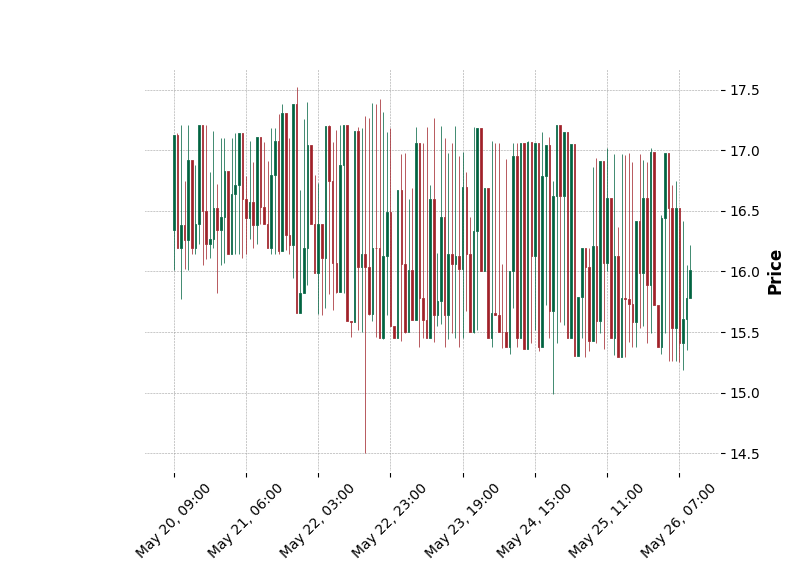 17.5
17.0
16.5
16.0
15.5
15.0
14.5
Price
May 20, 09:00
May 21, 06:00
May 22, 03:00
May 22, 23:00
May 23, 19:00
May 24, 15:00
May 25, 11:00
May 26, 07:00